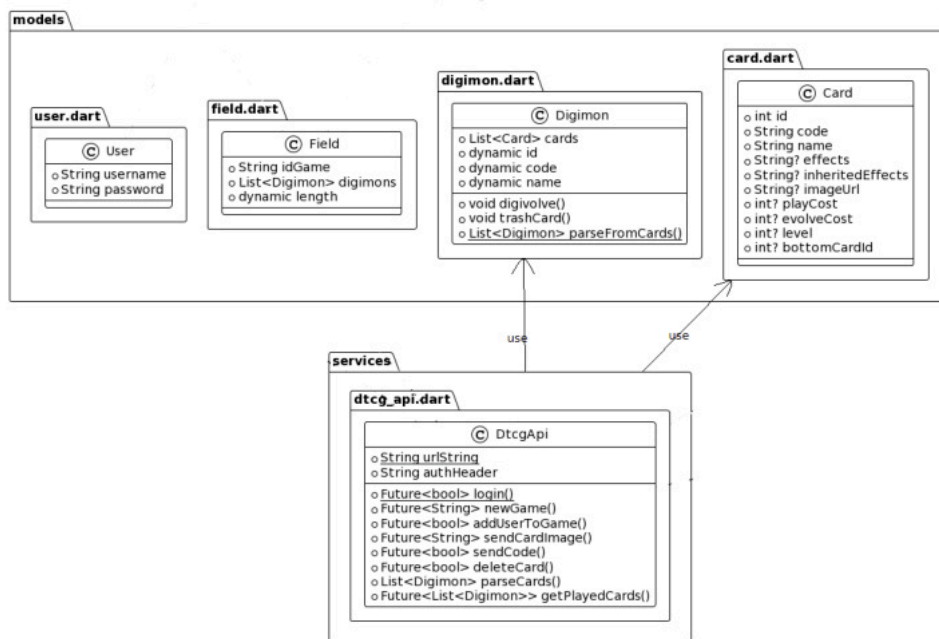 models
user.dart
C User
String username
String password
field.dart
C Field
String idGame
List<Digimon> digimons
dynamic length
digimon.dart
C Digimon
List<Card> cards
dynamic id
dynamic code
dynamic name
void digivolve()
void trashCard()
List<Digimon> parseFromCards()
card.dart
C Card
int id
String code
String name
String? effects
String? inheritedEffects
String? imageUrl
int? playCost
int? evolveCost
int? level
int? bottomCardId
use
use
services
dtcg_api.dart
C DtcgApi
String urlString
String authHeader
Future<bool> login()
Future<String> newGame()
Future<bool> addUserToGame()
Future<String> sendCardImage()
Future<bool> sendCode()
Future<bool> deleteCard()
List<Digimon> parseCards()
Future<List<Digimon>> getPlayedCards()